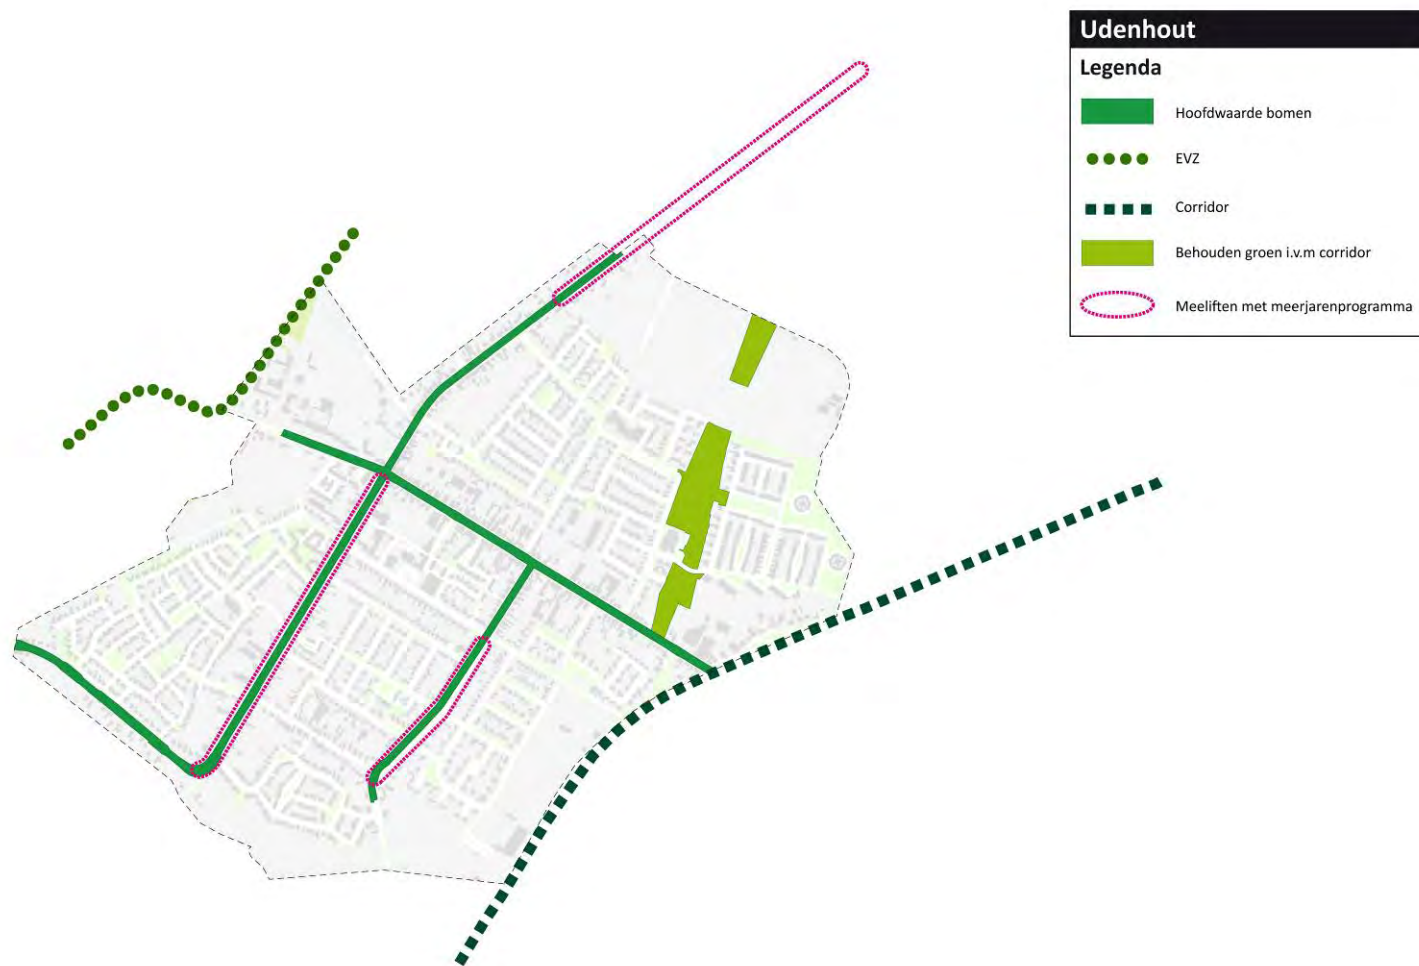 Udenhout
Legenda
Hoofdwaarde bomen
EVZ
Corridor
Behouden groen i.v.m corridor
Meeliften met meerjarenprogramma